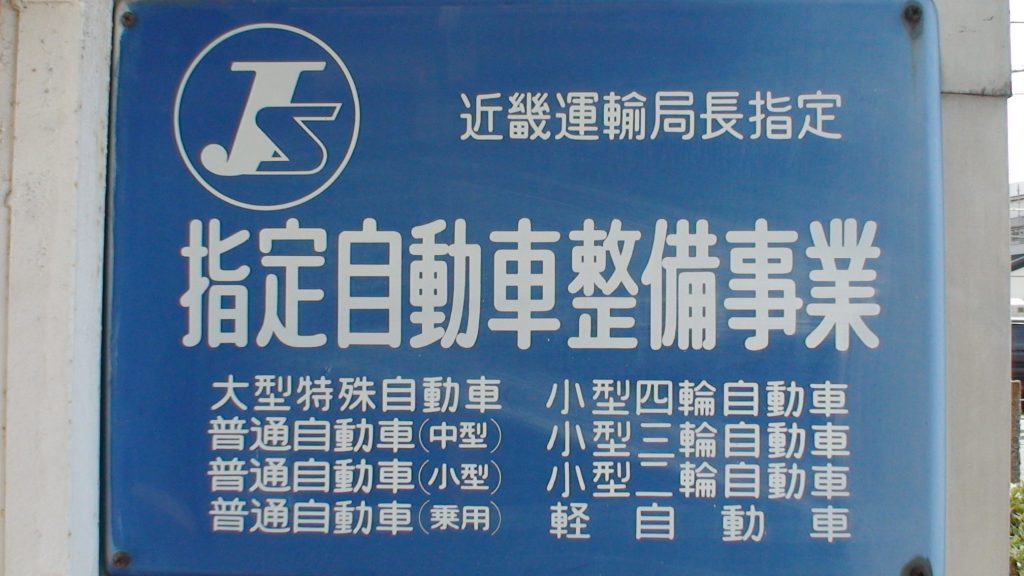 JS
近畿運輸局長指定
指定自動車整備事業
大型特殊自動車
普通自動車(中型)
普通自動車(小型)
普通自動車(乗用)
小型四輪自動車
小型三輪自動車
小型二輪自動車
軽自動車